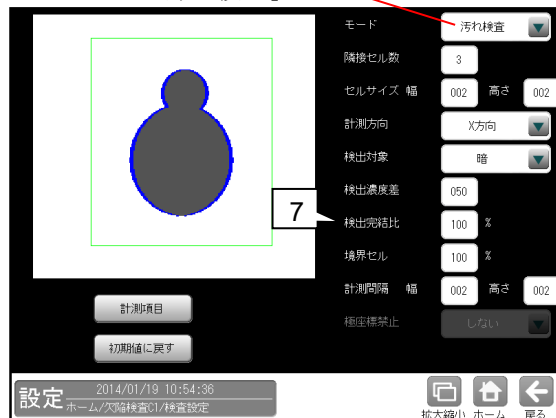 モード 汚れ検査
隣接セル数 3
セルサイズ 幅 002 高さ 002
計測方向 X方向
検出対象 暗
検出濃度差 050
7
検出完結比 100 %
境界セル 100 %
計測間隔 幅 002 高さ 002
極座標禁止 しない
計測項目
初期値に戻す
設定 2014/01/19 10:54:36
ホーム/欠陥検査C1/検査設定
拡大縮小 ホーム 戻る